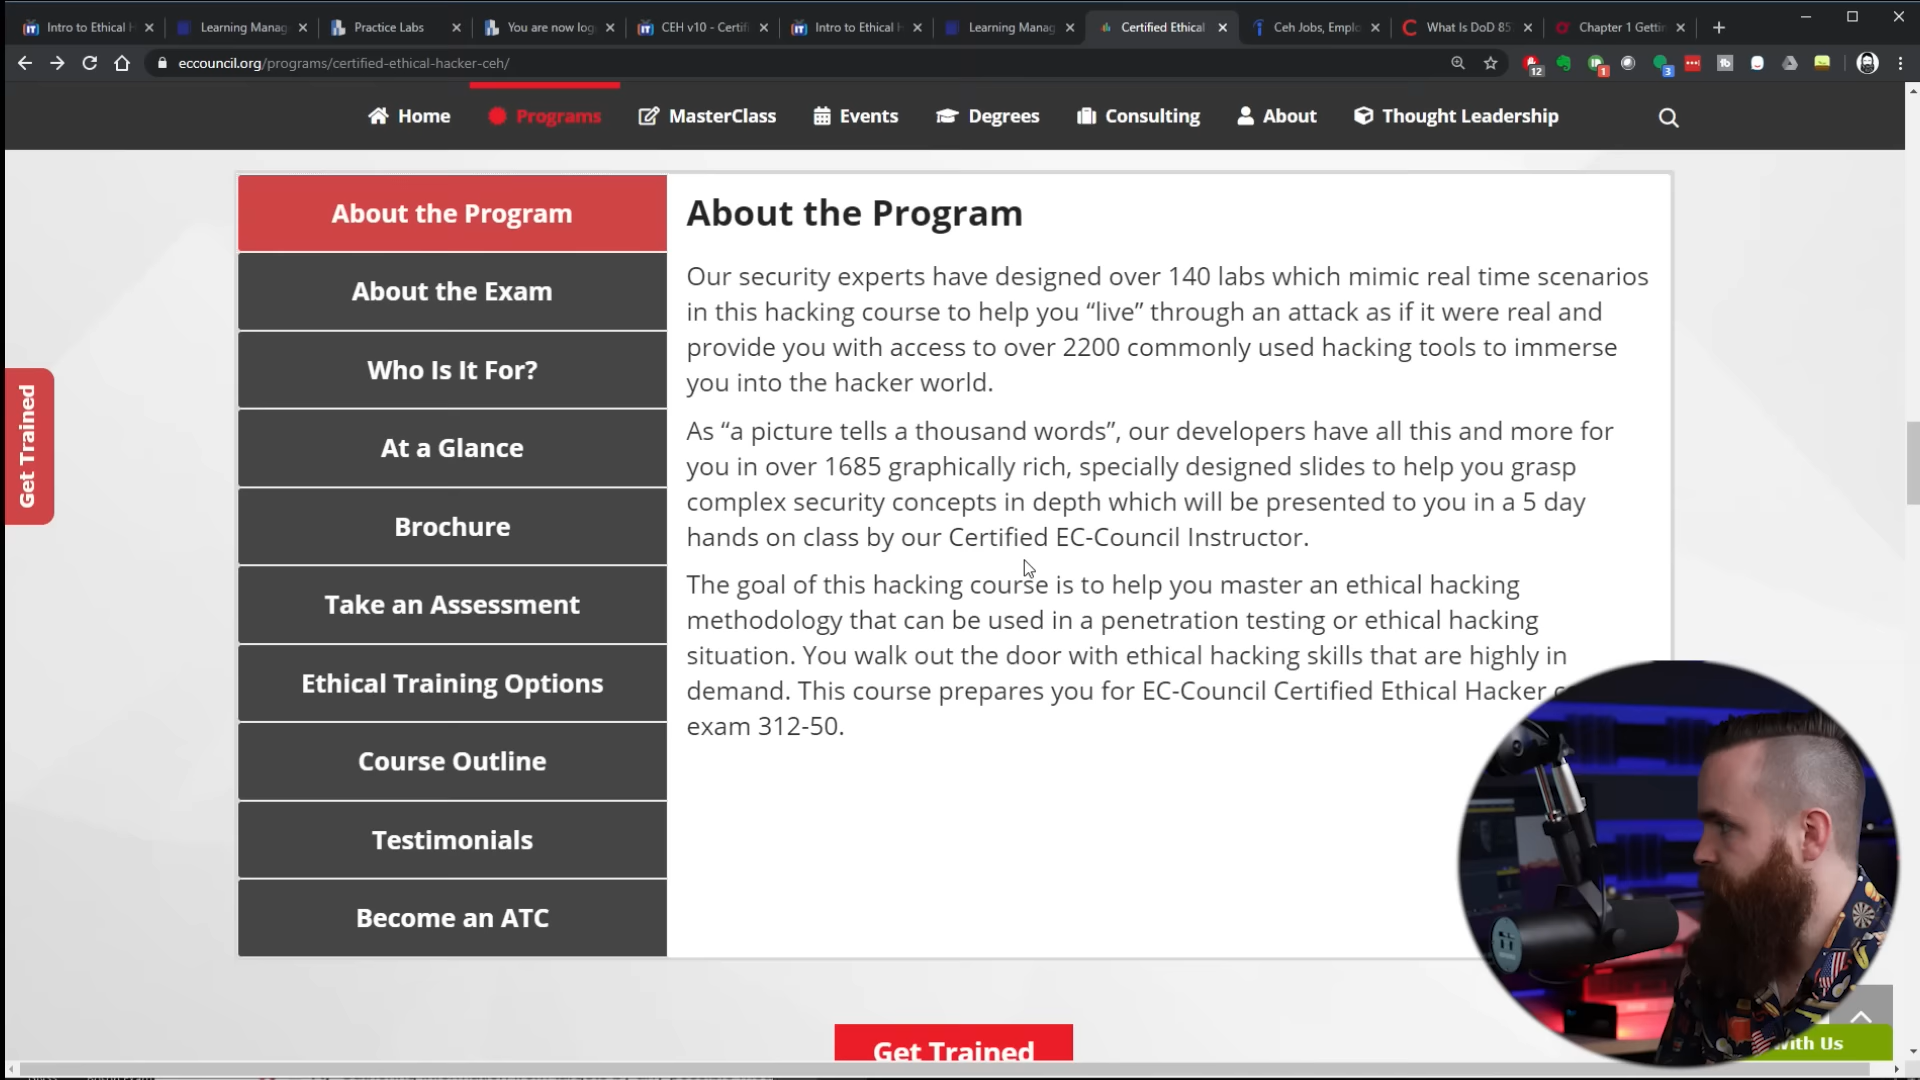 Intro to Ethical H
Learning Manag
Practice Labs
You are now log
CEH v10 - Certifi
Intro to Ethical H
Learning Manag
Certified Ethical
Ceh Jobs, Emplo
What Is DoD 85
Chapter 1 Getti
eccouncil.org/programs/certified-ethical-hacker-ceh/
12
1
3
Home
Programs
MasterClass
Events
Degrees
Consulting
About
Thought Leadership
Get Trained
About the Program
About the Exam
Who Is It For?
At a Glance
Brochure
Take an Assessment
Ethical Training Options
Course Outline
Testimonials
Become an ATC
About the Program
Our security experts have designed over 140 labs which mimic real time scenarios
in this hacking course to help you “live” through an attack as if it were real and
provide you with access to over 2200 commonly used hacking tools to immerse
you into the hacker world.
As “a picture tells a thousand words”, our developers have all this and more for
you in over 1685 graphically rich, specially designed slides to help you grasp
complex security concepts in depth which will be presented to you in a 5 day
hands on class by our Certified EC-Council Instructor.
The goal of this hacking course is to help you master an ethical hacking
methodology that can be used in a penetration testing or ethical hacking
situation. You walk out the door with ethical hacking skills that are highly in
demand. This course prepares you for EC-Council Certified Ethical Hacker
exam 312-50.
Get Trained
With Us